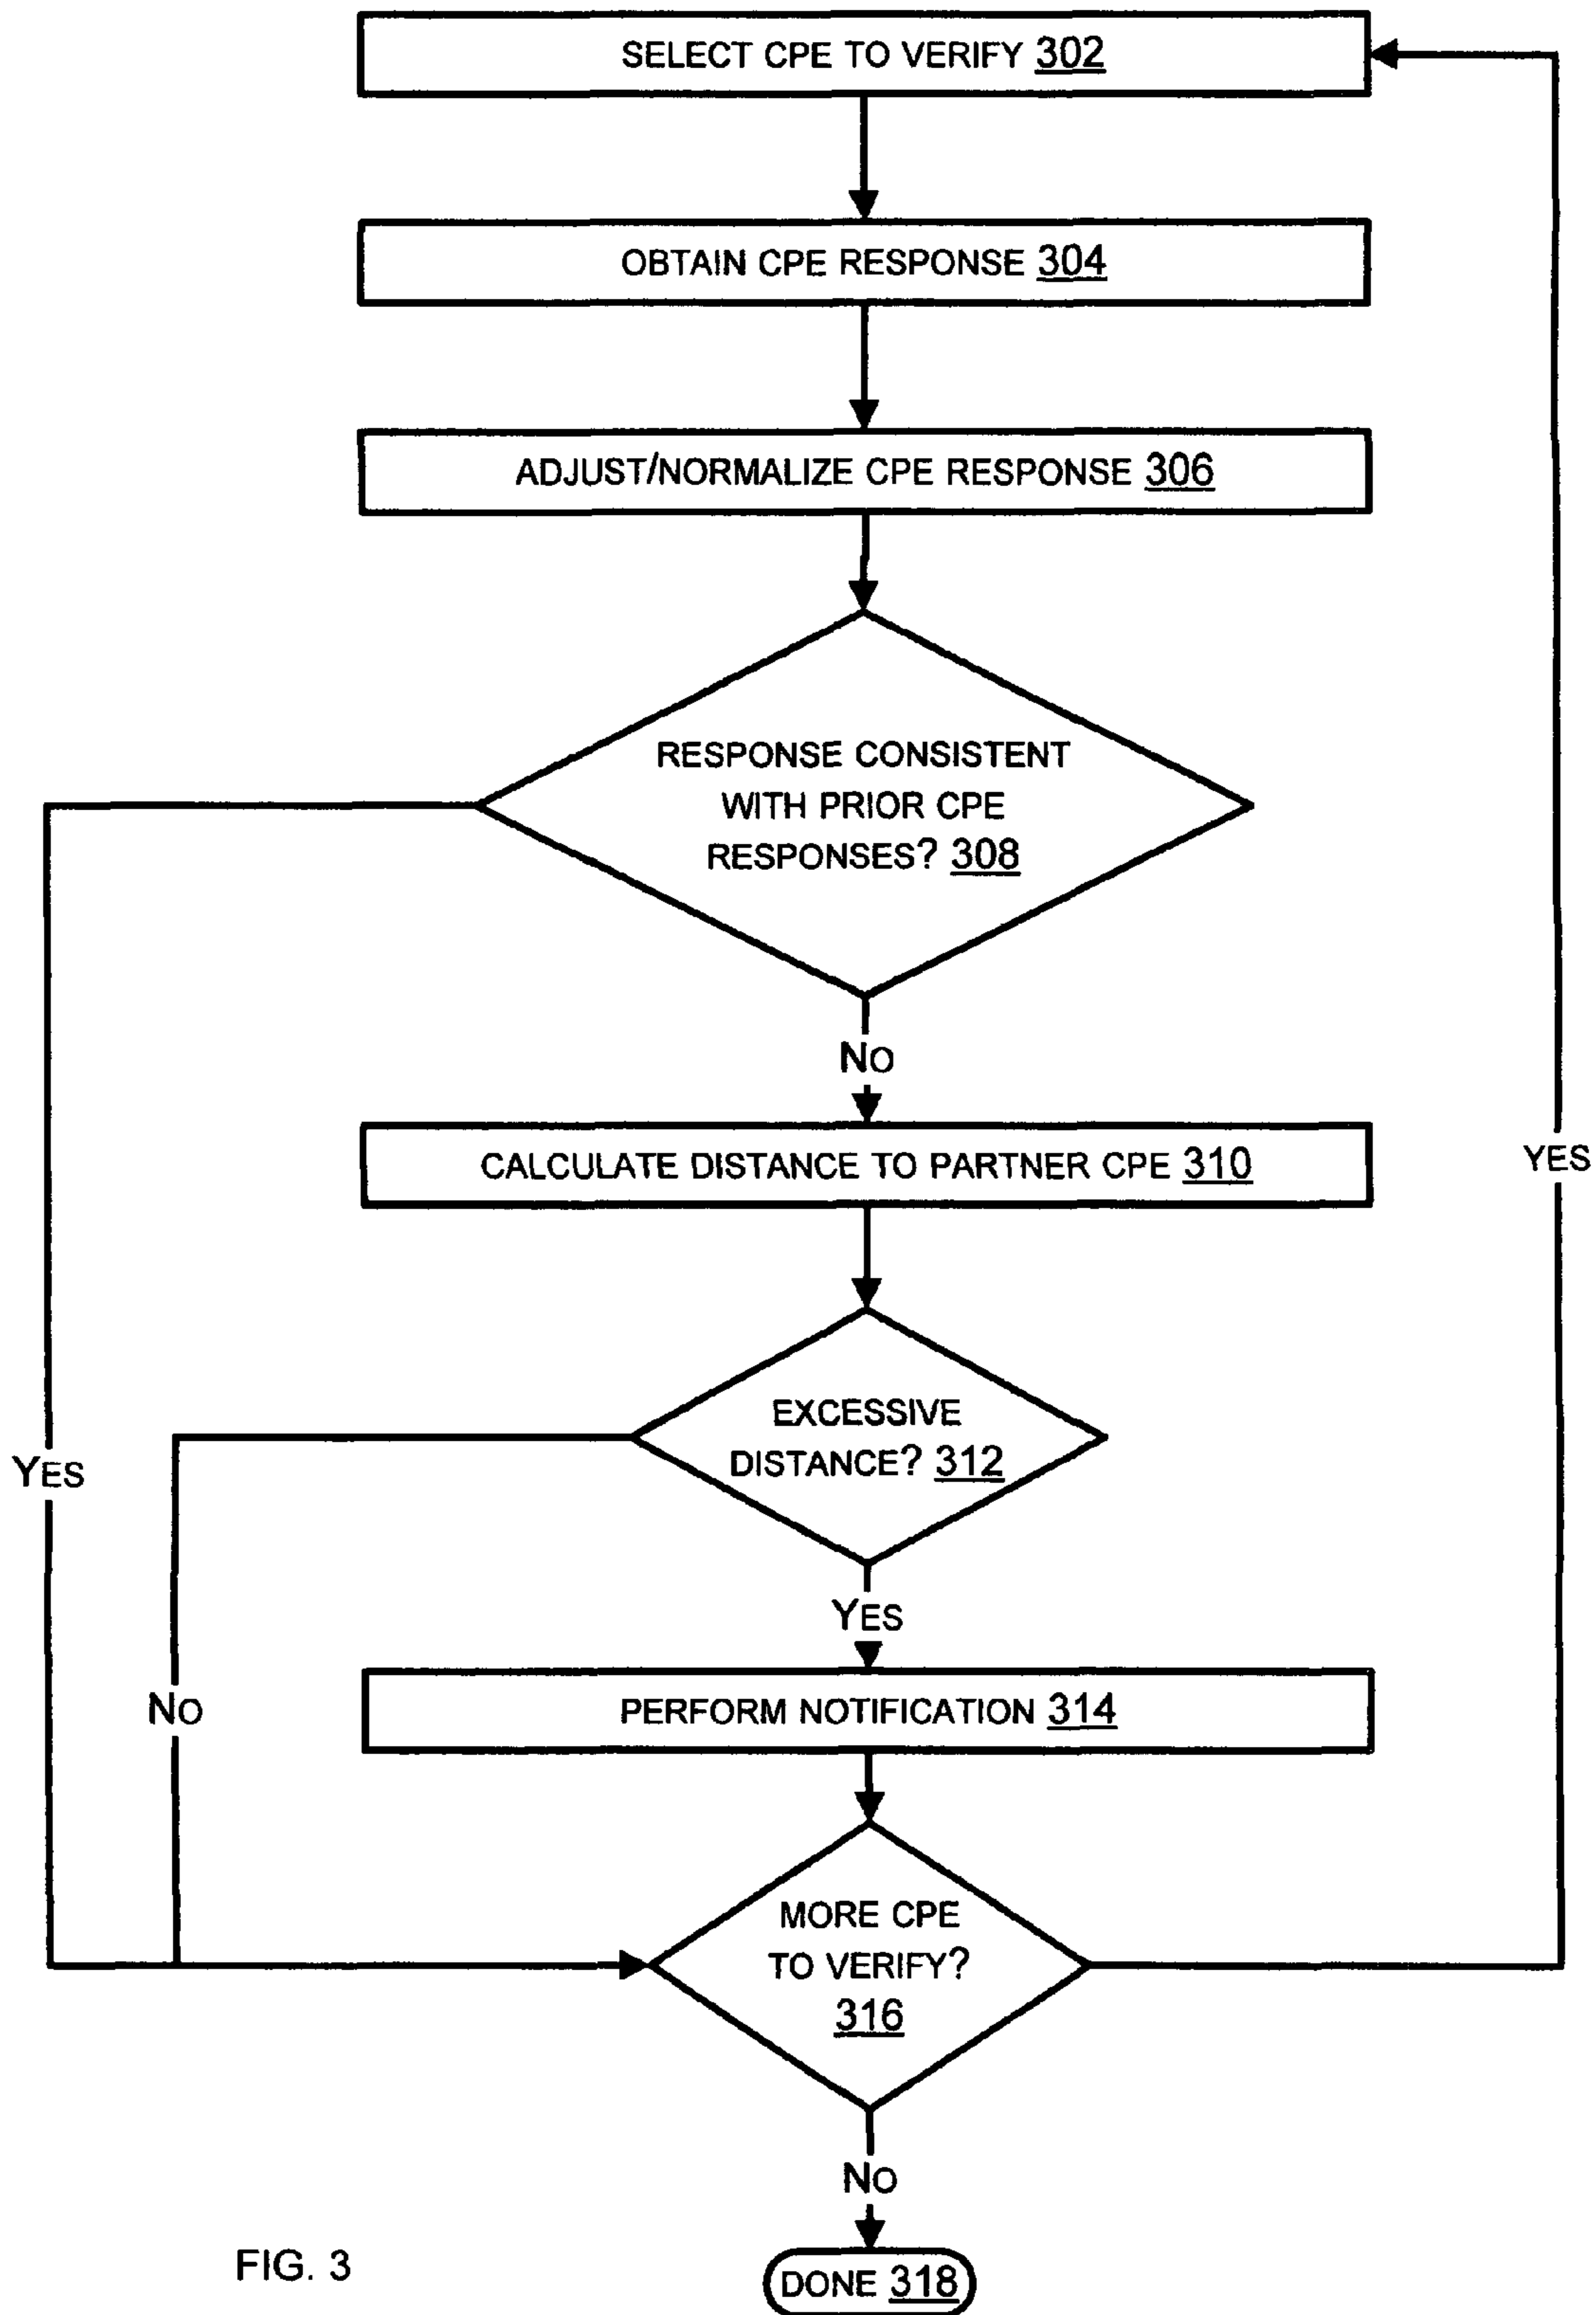 SELECT CPE TO VERIFY 302
OBTAIN CPE RESPONSE 304
ADJUST/NORMALIZE CPE RESPONSE 306
RESPONSE CONSISTENT
WITH PRIOR CPE
RESPONSES? 308
NO
CALCULATE DISTANCE TO PARTNER CPE 310
YES
EXCESSIVE
DISTANCE? 312
YES
YES
NO
PERFORM NOTIFICATION 314
MORE CPE
TO VERIFY?
316
NO
FIG. 3
DONE 318